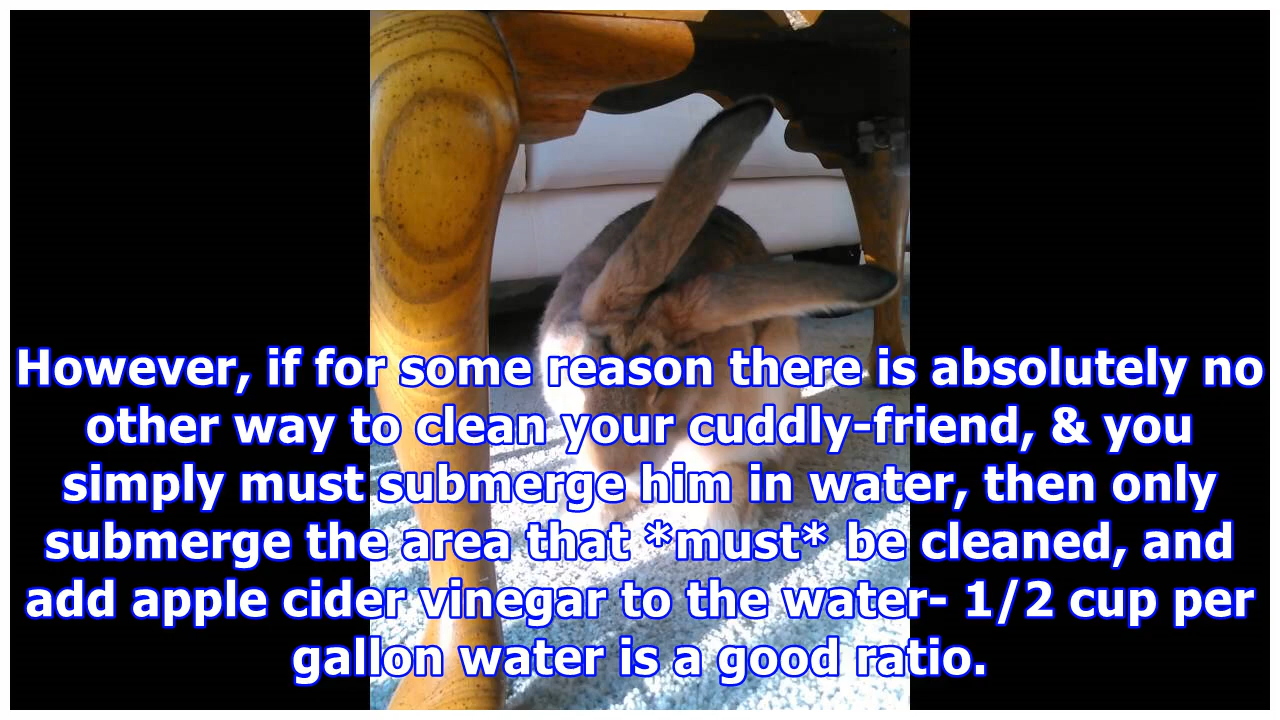 However, if for some reason there is absolutely no
other way to clean your cuddly-friend, & you
simply must submerge him in water, then only
submerge the area that *must* be cleaned, and
add apple cider vinegar to the water- 1/2 cup per
gallon water is a good ratio.